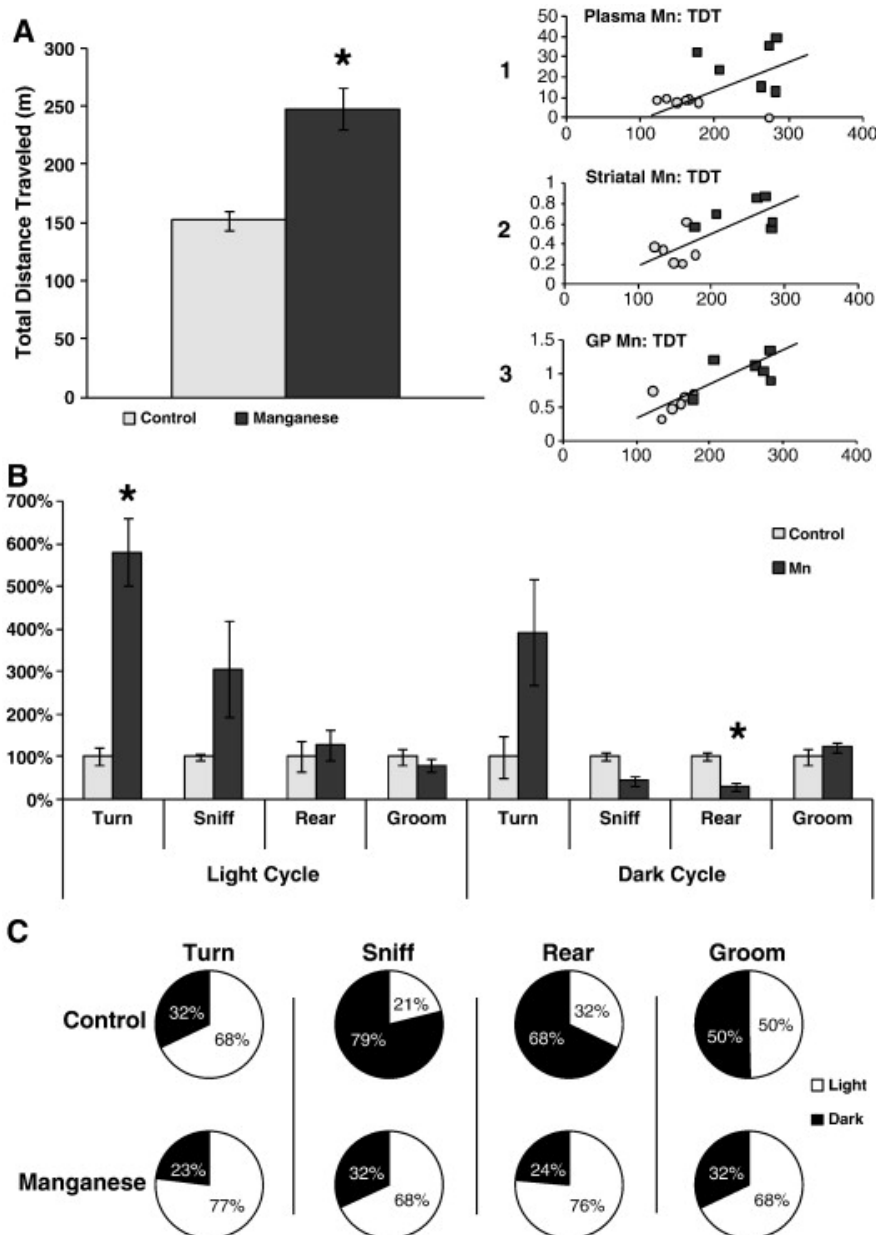 A
Total Distance Traveled (m)
300
250
200
150
100
50
0
*
Control Manganese
1
Plasma Mn: TDT
50
40
30
20
10
0
0 100 200 300 400
2
Striatal Mn: TDT
1
0.8
0.6
0.4
0.2
0
0 100 200 300 400
3
GP Mn: TDT
1.5
1
0.5
0
0 100 200 300 400
B
700%
600%
500%
400%
300%
200%
100%
0%
*
*
Control
Mn
Turn Sniff Rear Groom Turn Sniff Rear Groom
Light Cycle Dark Cycle
C
Turn Sniff Rear Groom
Control
32% 68% 79% 21% 68% 32% 50% 50%
Light
Dark
Manganese
23% 77% 32% 68% 24% 76% 32% 68%